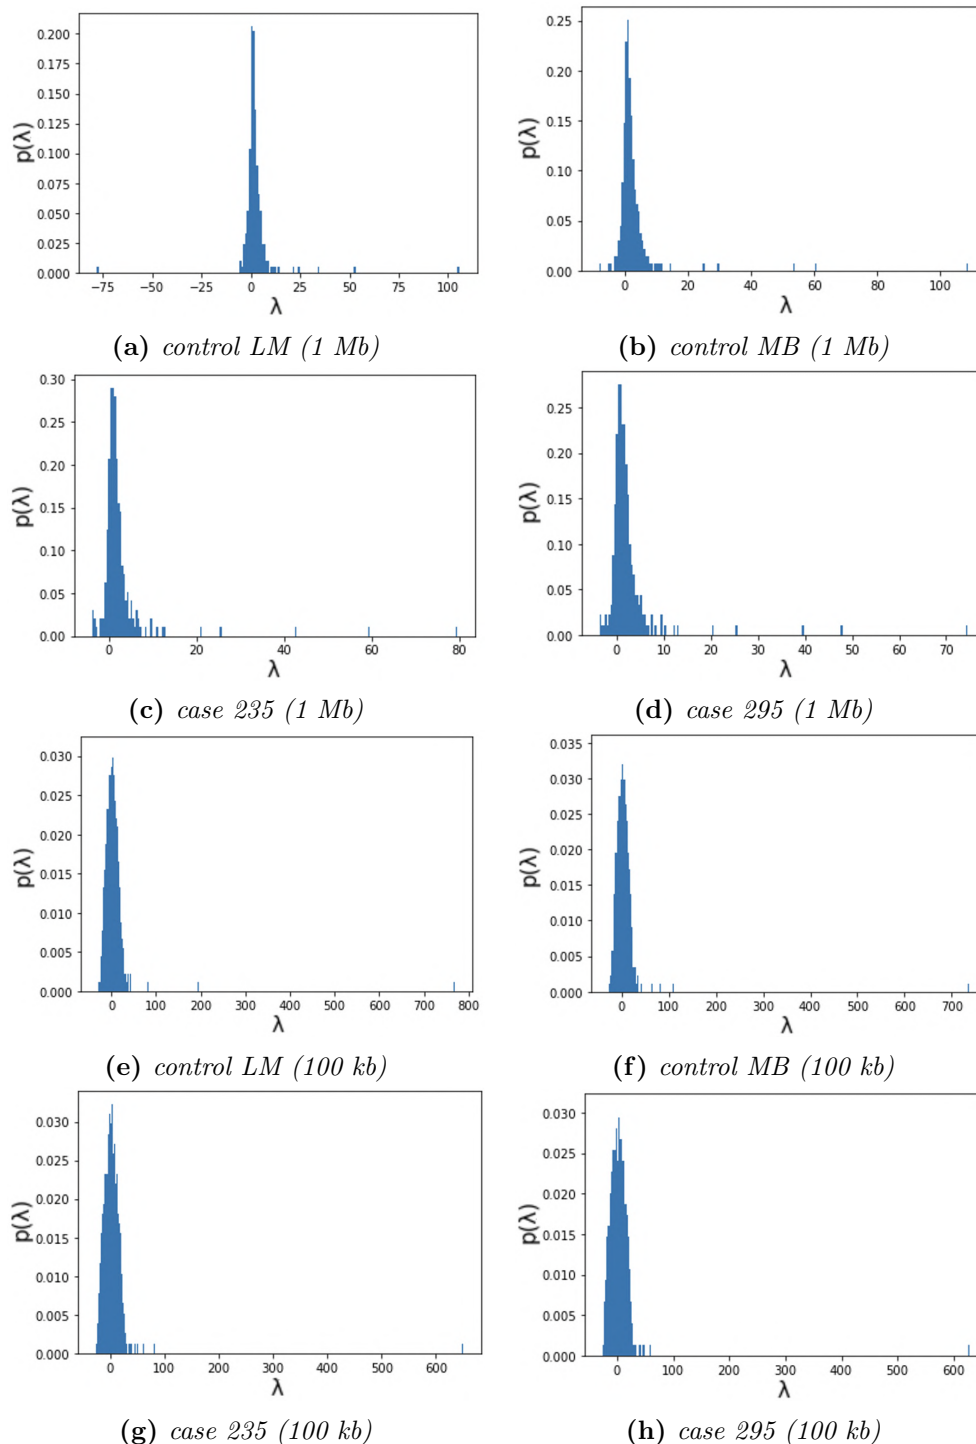 0.200
0.175
0.150
0.125
0.100
0.075
0.050
0.025
0.000
p(λ)
−75 −50 −25 0 25 50 75 100
λ
(a) control LM (1 Mb)
0.25
0.20
0.15
0.10
0.05
0.00
p(λ)
0 20 40 60 80 100
λ
(b) control MB (1 Mb)
0.30
0.25
0.20
0.15
0.10
0.05
0.00
p(λ)
0 20 40 60 80
λ
(c) case 235 (1 Mb)
0.25
0.20
0.15
0.10
0.05
0.00
p(λ)
0 10 20 30 40 50 60 70
λ
(d) case 295 (1 Mb)
0.030
0.025
0.020
0.015
0.010
0.005
0.000
p(λ)
0 100 200 300 400 500 600 700 800
λ
(e) control LM (100 kb)
0.035
0.030
0.025
0.020
0.015
0.010
0.005
0.000
p(λ)
0 100 200 300 400 500 600 700
λ
(f) control MB (100 kb)
0.030
0.025
0.020
0.015
0.010
0.005
0.000
p(λ)
0 100 200 300 400 500 600
λ
(g) case 235 (100 kb)
0.030
0.025
0.020
0.015
0.010
0.005
0.000
p(λ)
0 100 200 300 400 500 600
λ
(h) case 295 (100 kb)